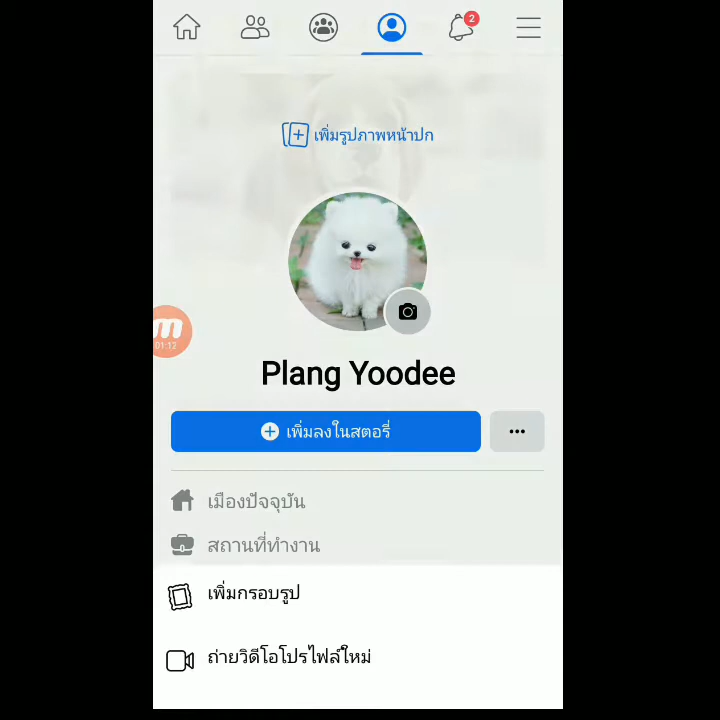 2
เพิ่มรูปภาพหน้าปก
01:12
Plang Yoodee
เพิ่มลงในสตอรี่
เมืองปัจจุบัน
สถานที่ทำงาน
เพิ่มกรอบรูป
ถ่ายวิดีโอโปรไฟล์ใหม่